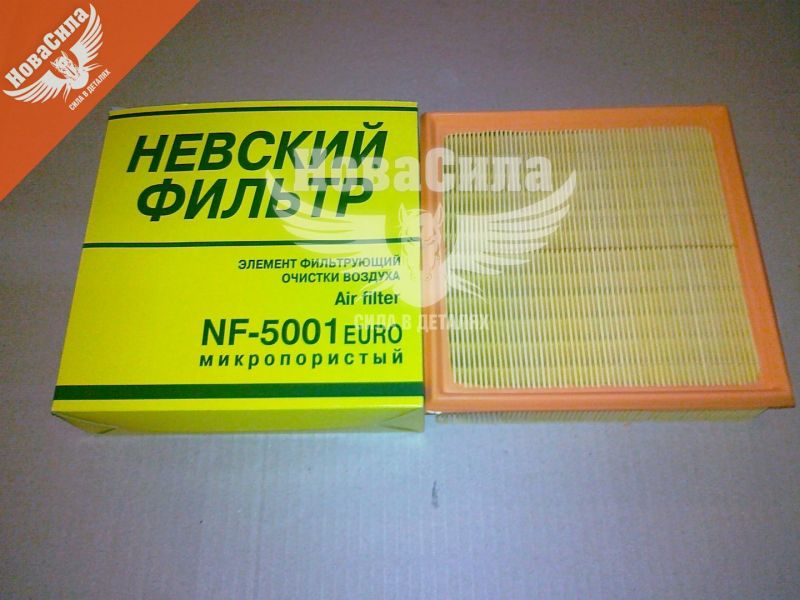 НоваСила
СИЛА В ДЕТАЛЯХ
НЕВСКИЙ
ФИЛЬТР
ЭЛЕМЕНТ ФИЛЬТРУЮЩИЙ
ОЧИСТКИ ВОЗДУХА
Air filter
NF-5001 EURO
микропористый
НоваСила
СИЛА В ДЕТАЛЯХ